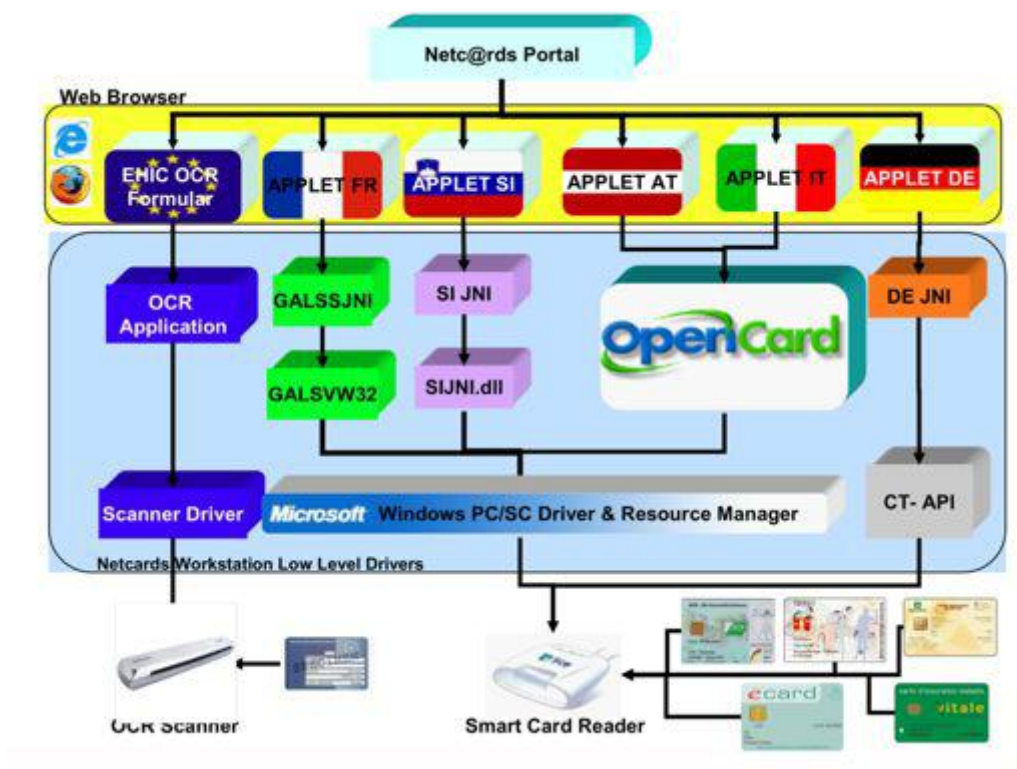 Netc@rds Portal
Web Browser
EHIC OCR
Formular
APPLET FR
APPLET SI
APPLET AT
APPLET IT
APPLET DE
OCR
Application
GALSSJNI
SI JNI
OpenCard
DE JNI
GALSVW32
SIJNI.dll
Scanner Driver
Microsoft Windows PC/SC Driver & Resource Manager
CT- API
Netcards Workstation Low Level Drivers
OCR Scanner
Smart Card Reader
ecard
vitale